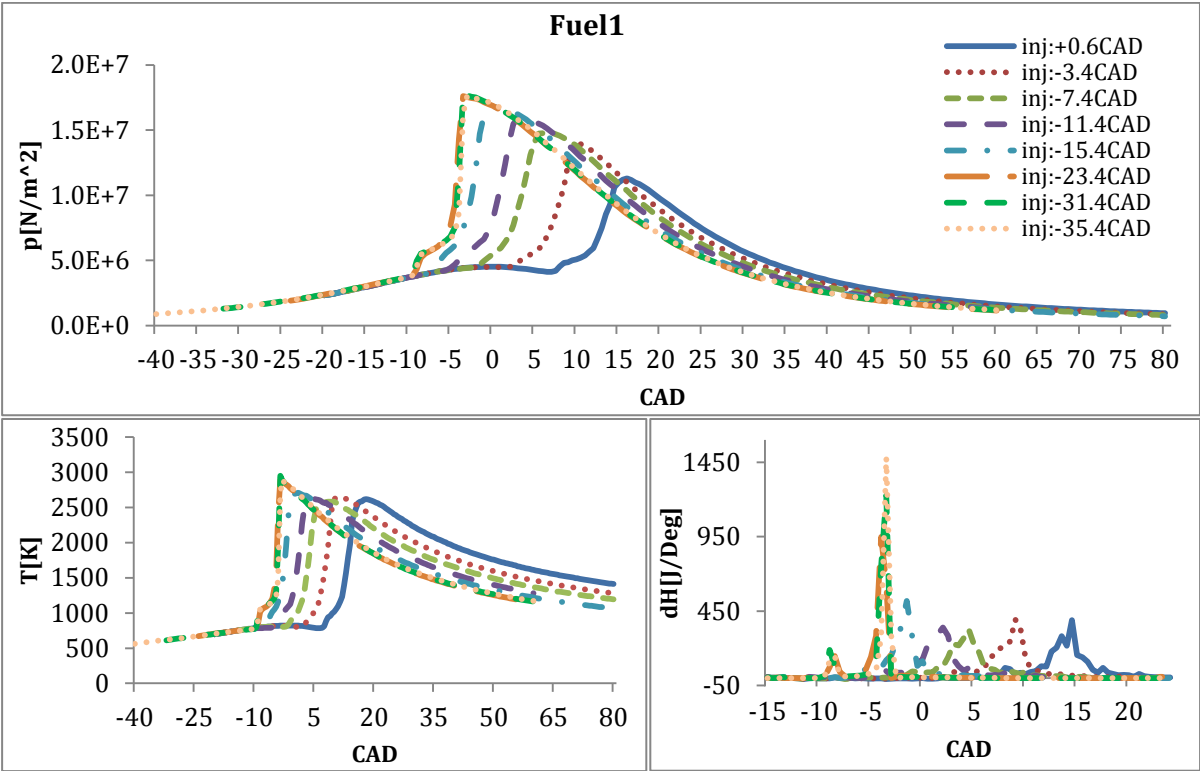 Fuel1
p[N/m^2]
2.0E+7
1.5E+7
1.0E+7
5.0E+6
0.0E+0
-40 -35 -30 -25 -20 -15 -10 -5 0 5 10 15 20 25 30 35 40 45 50 55 60 65 70 75 80
CAD
inj:+0.6CAD
inj:-3.4CAD
inj:-7.4CAD
inj:-11.4CAD
inj:-15.4CAD
inj:-23.4CAD
inj:-31.4CAD
inj:-35.4CAD
T[K]
3500
3000
2500
2000
1500
1000
500
0
-40 -25 -10 5 20 35 50 65 80
CAD
dH[J/Deg]
1450
950
450
-50
-15 -10 -5 0 5 10 15 20
CAD